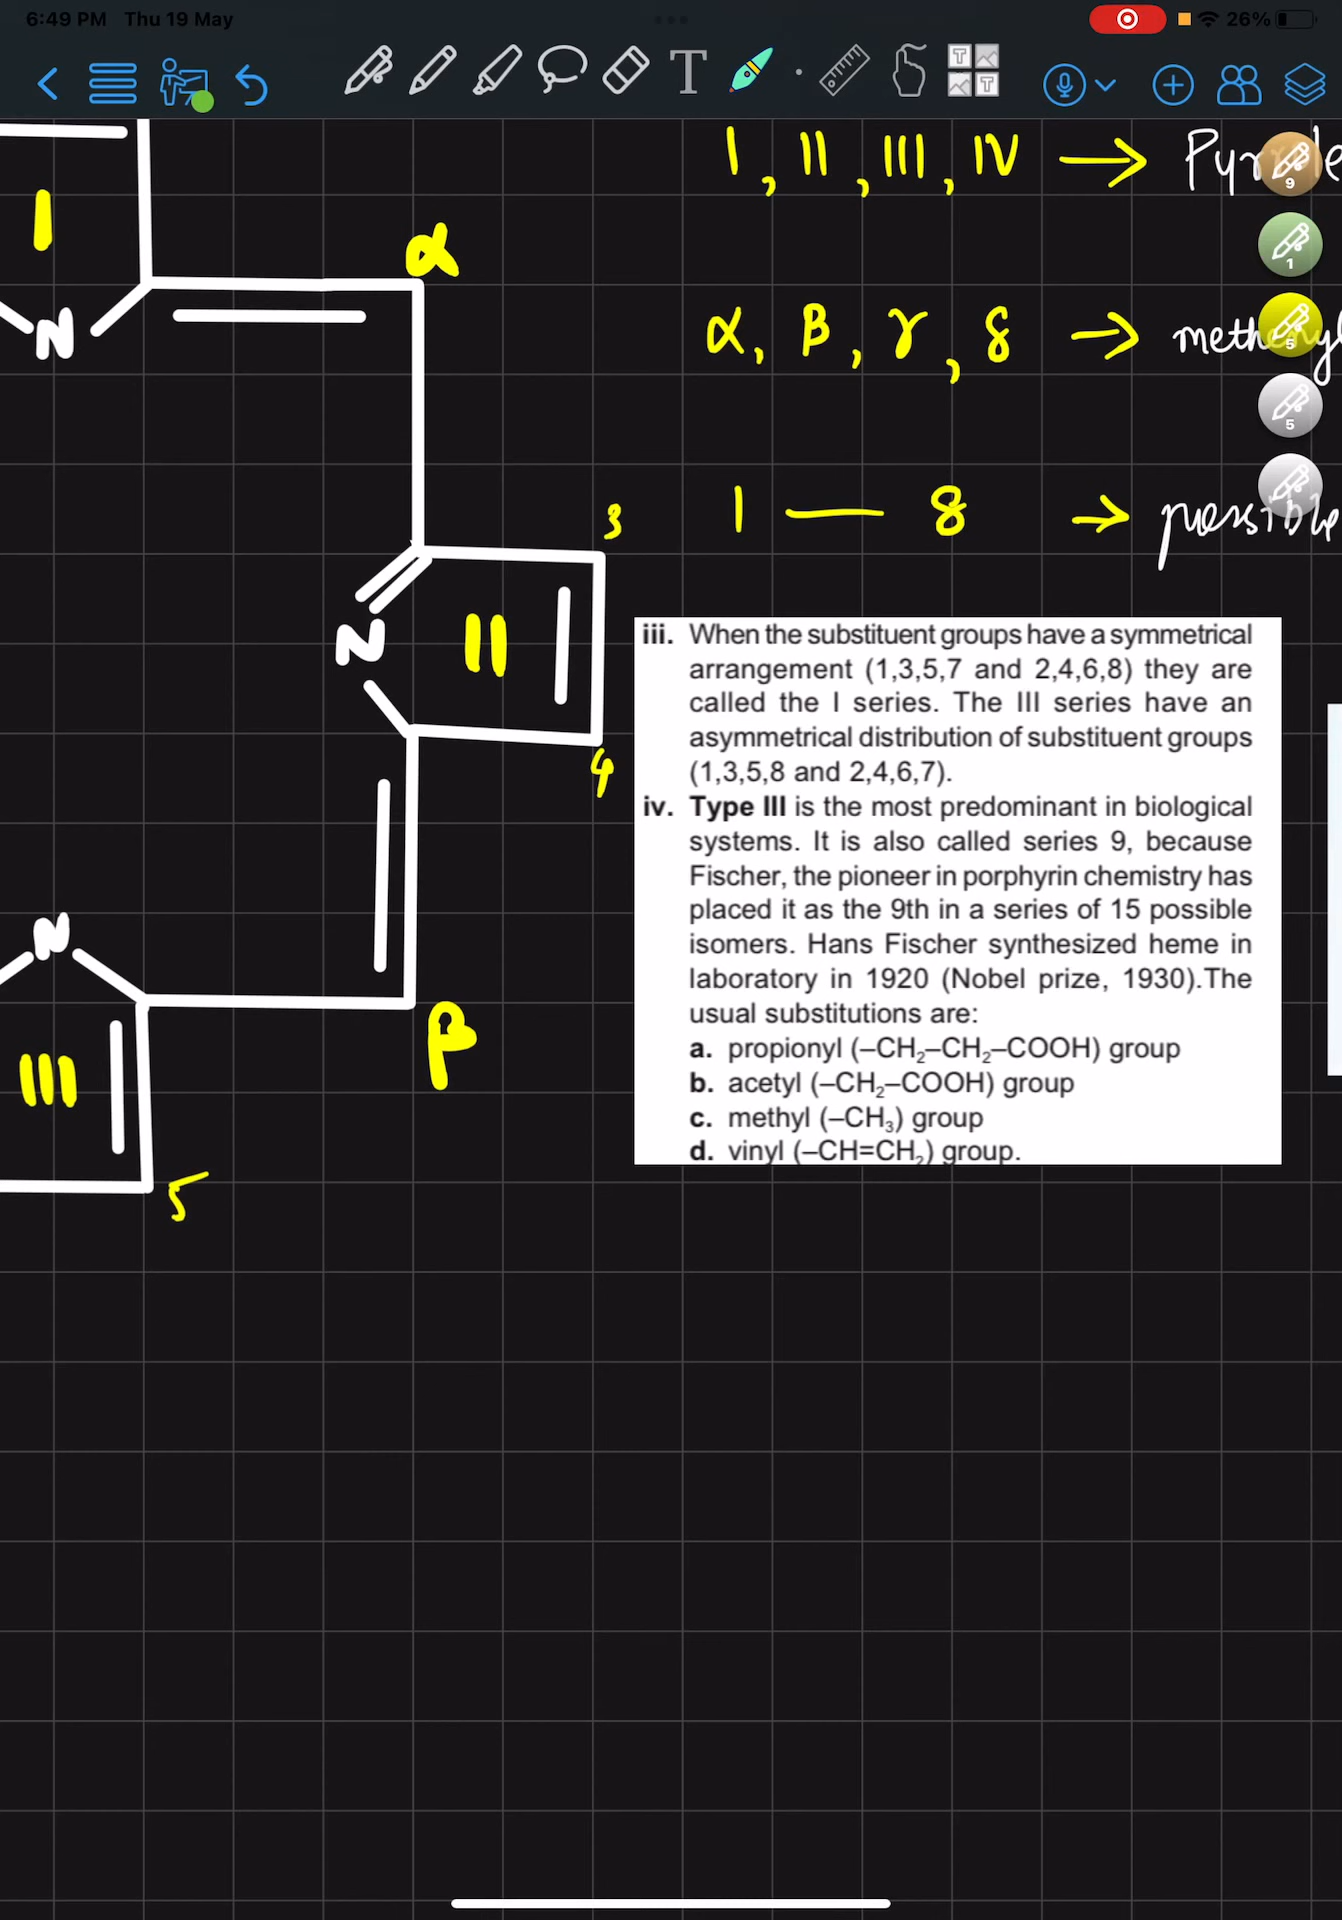 6:49 PM Thu 19 May
26%
T
T
T
I, II, III, IV →
9
I
α
1
N
α, β, γ, δ →
5
5
3
1 — 8 →
N
II
iii. When the substituent groups have a symmetrical
arrangement (1,3,5,7 and 2,4,6,8) they are
called the I series. The III series have an
asymmetrical distribution of substituent groups
(1,3,5,8 and 2,4,6,7).
4
iv. Type III is the most predominant in biological
systems. It is also called series 9, because
Fischer, the pioneer in porphyrin chemistry has
placed it as the 9th in a series of 15 possible
isomers. Hans Fischer synthesized heme in
laboratory in 1920 (Nobel prize, 1930).The
usual substitutions are:
a. propionyl (–CH₂–CH₂–COOH) group
b. acetyl (–CH₂–COOH) group
c. methyl (–CH₃) group
d. vinyl (–CH=CH₂) group.
N
β
III
5